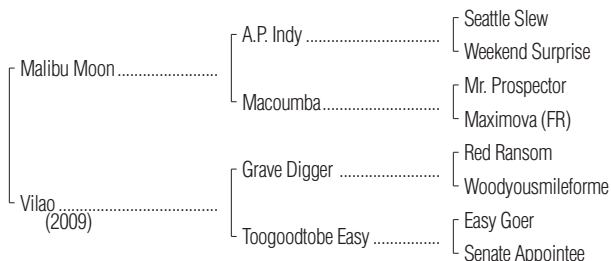 Seattle Slew
A.P. Indy ..............................
Weekend Surprise
Malibu Moon ......................
Mr. Prospector
Macoumba..........................
Maximova (FR)
Red Ransom
Grave Digger ......................
Woodyousmileforme
Vilao ....................................
(2009)
Easy Goer
Toogoodtobe Easy ...............
Senate Appointee